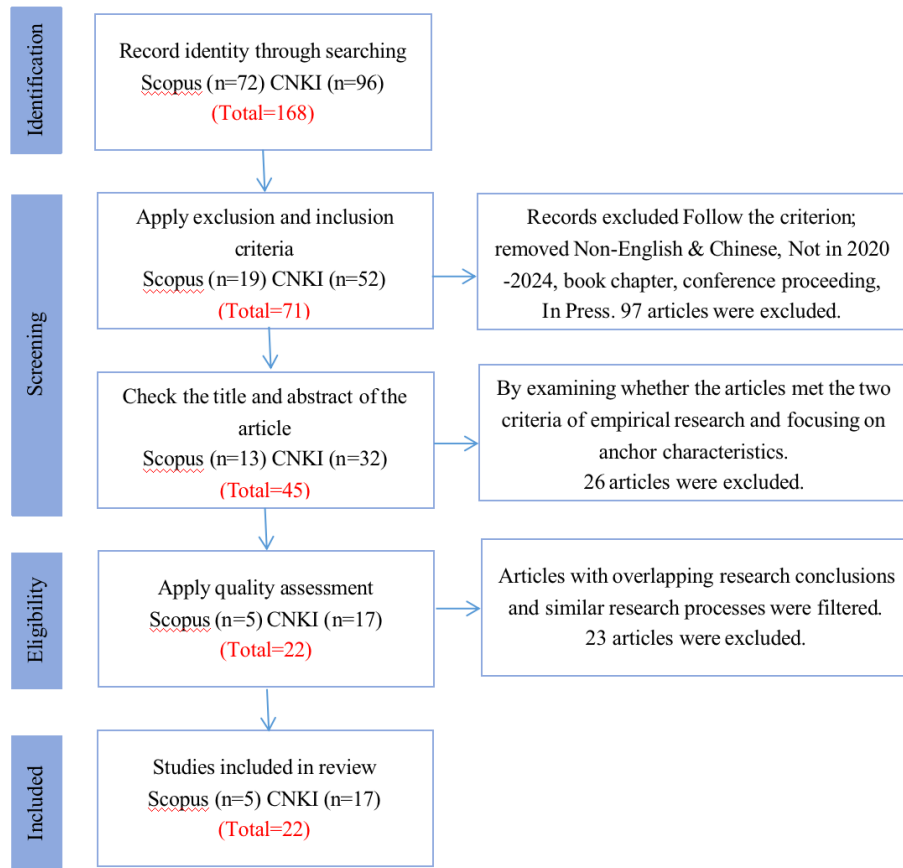 Identification
Record identity through searching
Scopus (n=72) CNKI (n=96)
(Total=168)
Screening
Apply exclusion and inclusion
criteria
Scopus (n=19) CNKI (n=52)
(Total=71)
Records excluded Follow the criterion;
removed Non-English & Chinese, Not in 2020
-2024, book chapter, conference proceeding,
In Press. 97 articles were excluded.
Check the title and abstract of the
article
Scopus (n=13) CNKI (n=32)
(Total=45)
By examining whether the articles met the two
criteria of empirical research and focusing on
anchor characteristics.
26 articles were excluded.
Eligibility
Apply quality assessment
Scopus (n=5) CNKI (n=17)
(Total=22)
Articles with overlapping research conclusions
and similar research processes were filtered.
23 articles were excluded.
Included
Studies included in review
Scopus (n=5) CNKI (n=17)
(Total=22)